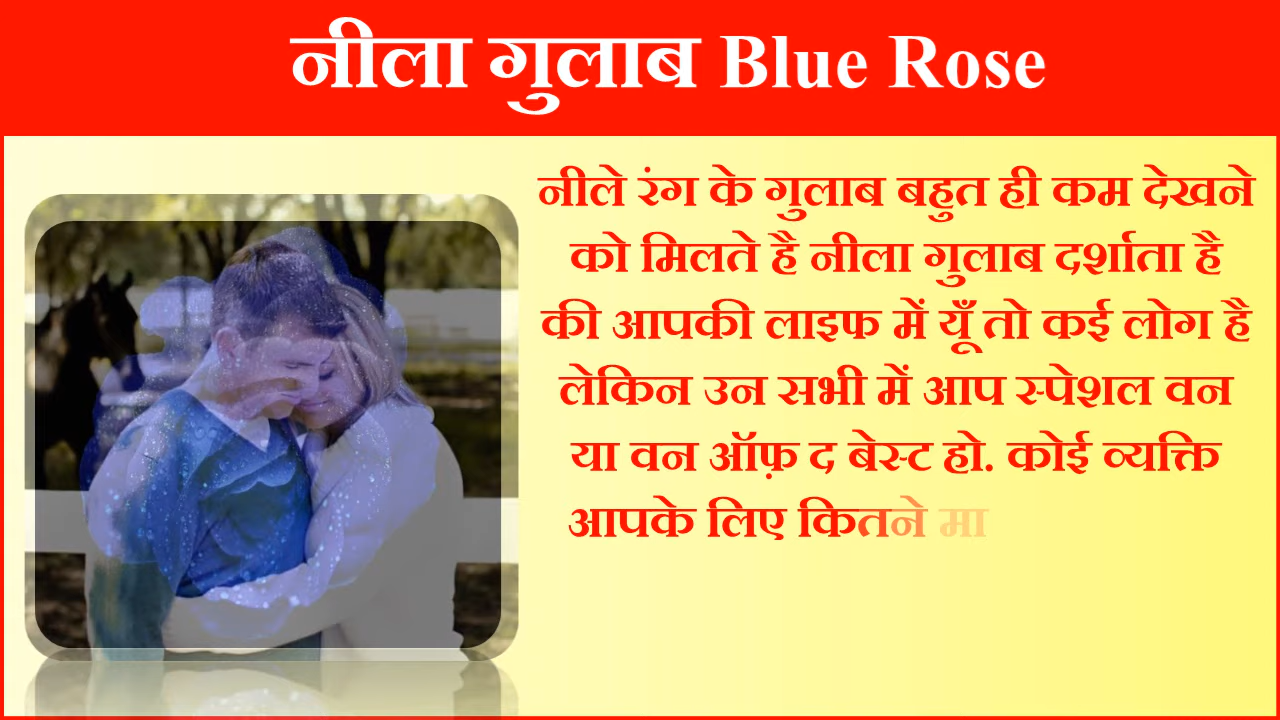 नीला गुलाब Blue Rose
नीले रंग के गुलाब बहुत ही कम देखने
को मिलते है नीला गुलाब दर्शाता है
की आपकी लाइफ में यूँ तो कई लोग है
लेकिन उन सभी में आप स्पेशल वन
या वन ऑफ़ द बेस्ट हो. कोई व्यक्ति
आपके लिए कितने मा